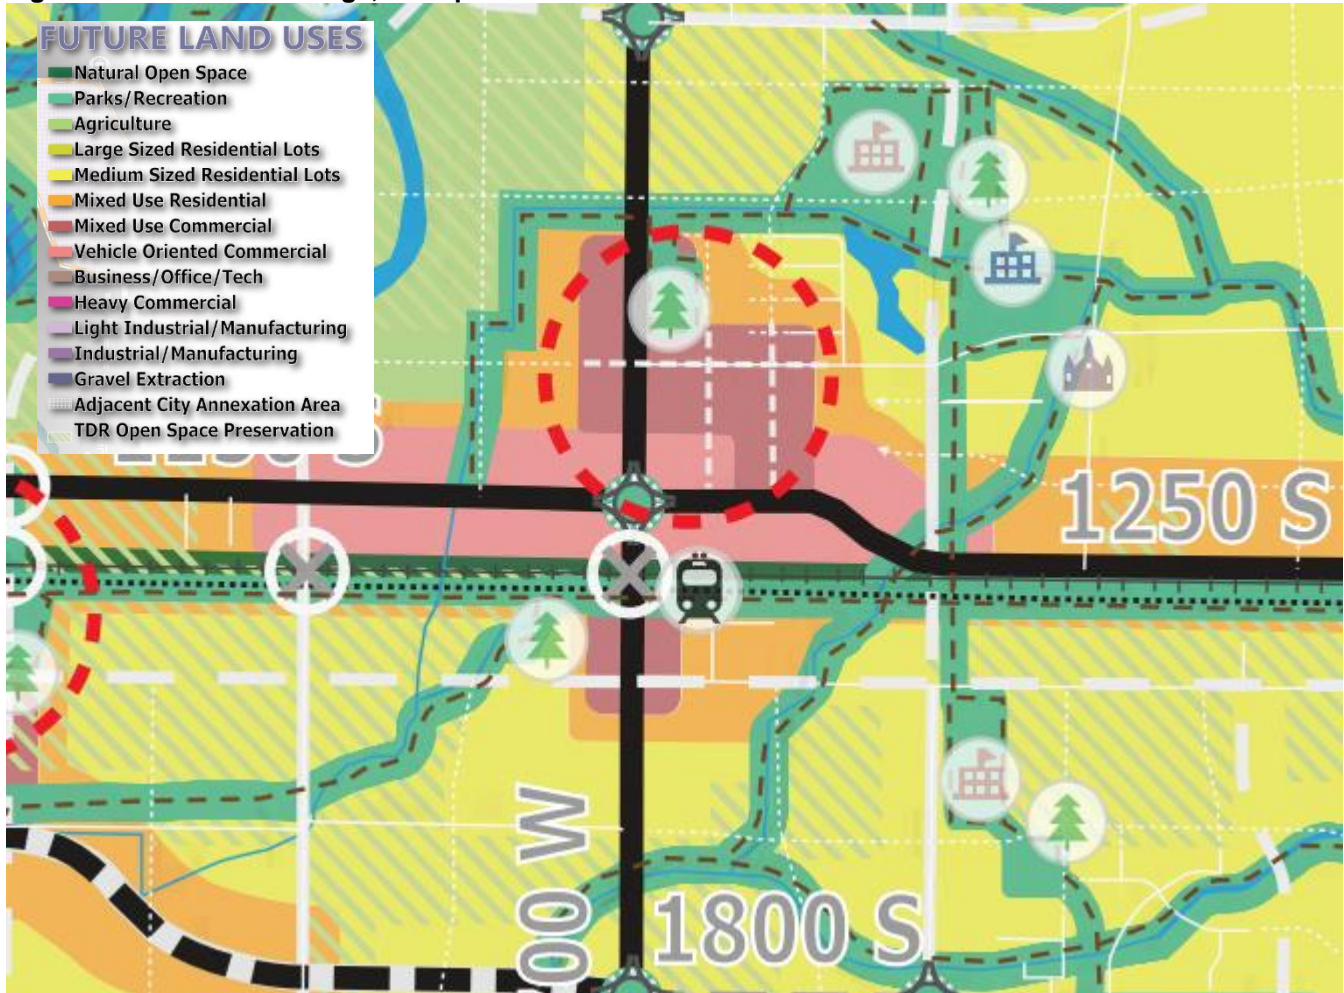 FUTURE LAND USES
Natural Open Space
Parks/Recreation
Agriculture
Large Sized Residential Lots
Medium Sized Residential Lots
Mixed Use Residential
Mixed Use Commercial
Vehicle Oriented Commercial
Business/Office/Tech
Heavy Commercial
Light Industrial/Manufacturing
Industrial/Manufacturing
Gravel Extraction
Adjacent City Annexation Area
TDR Open Space Preservation
1250 S
1250 S
00 W
1800 S